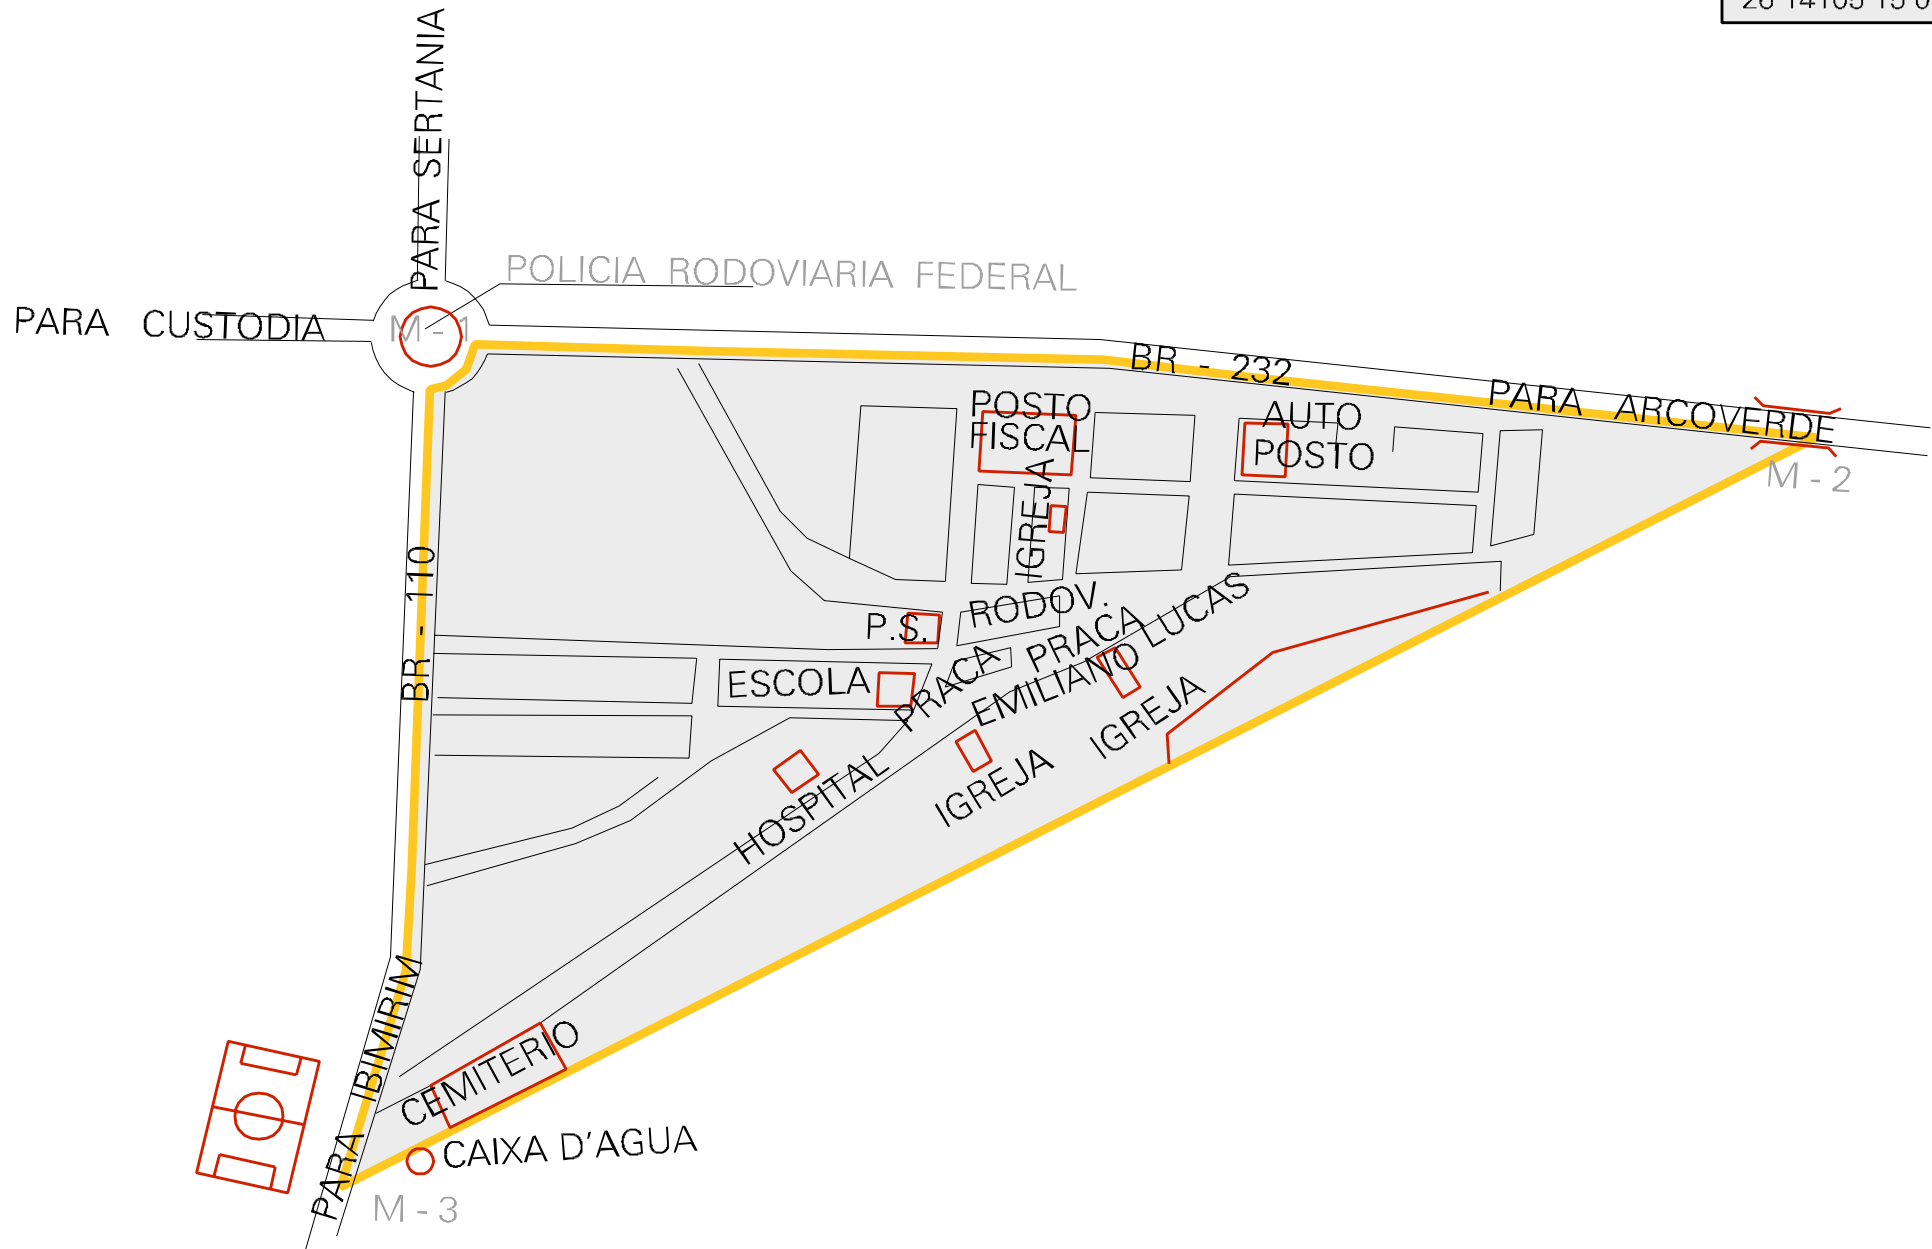 PARA SERTANIA
POLICIA RODOVIARIA FEDERAL
PARA CUSTODIA
M - 1
BR - 232
PARA ARCOVERDE
POSTO
FISCAL
AUTO
POSTO
M - 2
IGREJA
BR - 110
RODOV.
P.S.
PRACA
EMILIANO LUCAS
ESCOLA
PRACA
IGREJA
IGREJA
HOSPITAL
PARA IBIMIRIM
CEMITERIO
CAIXA D'AGUA
M - 3